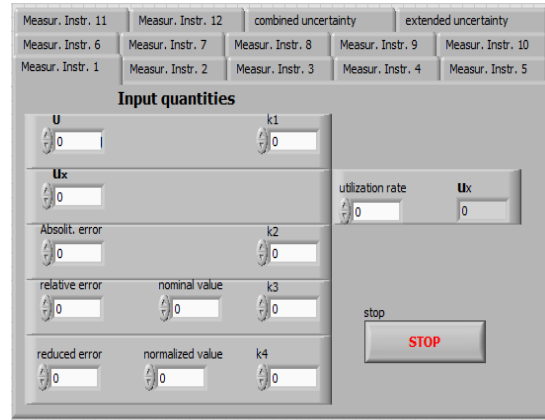 Measur. Instr. 11 Measur. Instr. 12 combined uncertainty extended uncertainty
Measur. Instr. 6 Measur. Instr. 7 Measur. Instr. 8 Measur. Instr. 9 Measur. Instr. 10
Measur. Instr. 1 Measur. Instr. 2 Measur. Instr. 3 Measur. Instr. 4 Measur. Instr. 5
Input quantities
U k1
0 0
Ux utilization rate Ux
0 0 0
Absolit. error k2
0 0
relative error nominal value k3
0 0 0
stop
STOP
reduced error normalized value k4
0 0 0